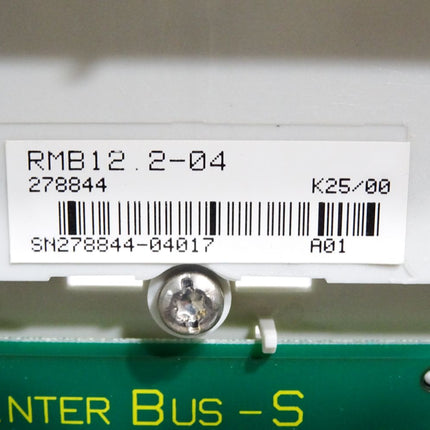 RMB12.2-04
278844 K25/00
SN278844-04017 A01
NTER BUS-S